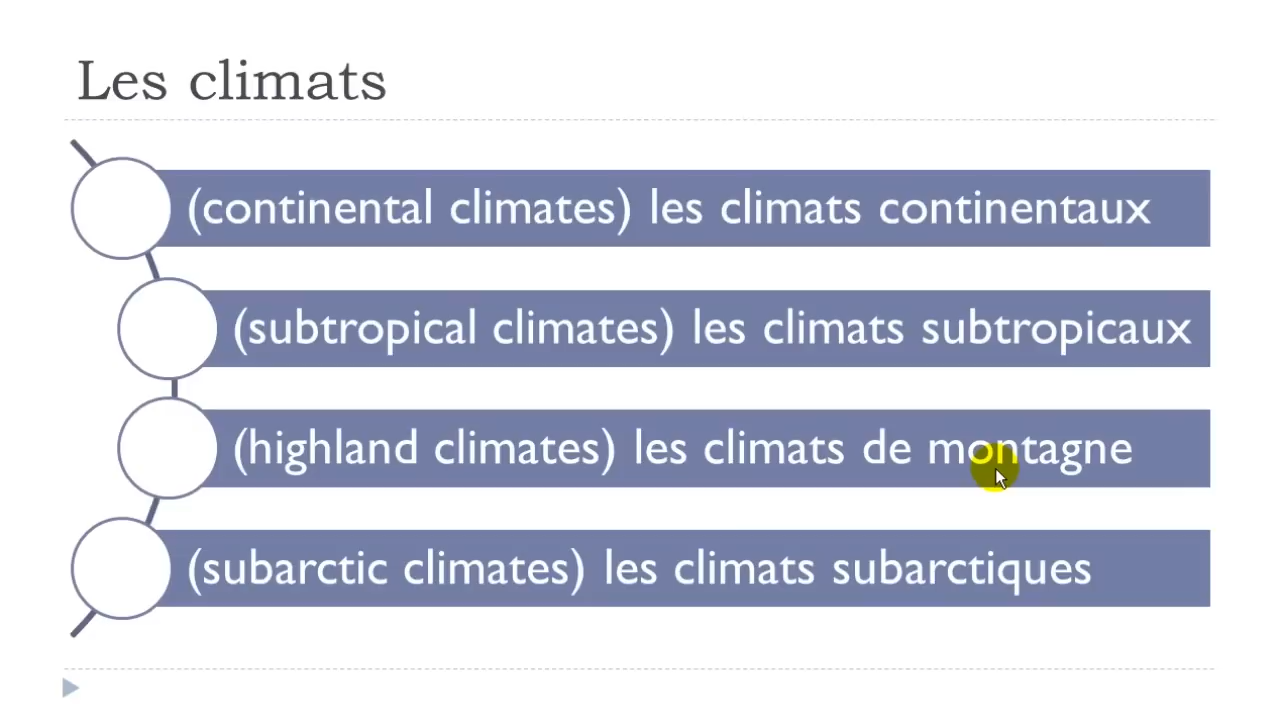 Les climats
(continental climates) les climats continentaux
(subtropical climates) les climats subtropicaux
(highland climates) les climats de montagne
(subarctic climates) les climats subarctiques